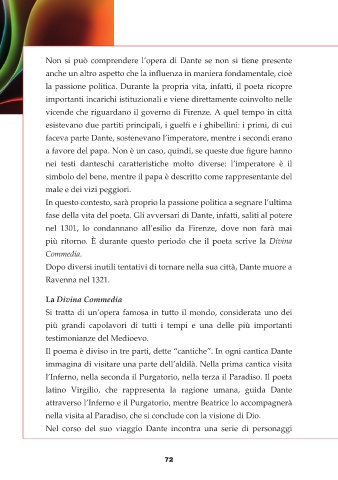 Non si può comprendere l'opera di Dante se non si tiene presente
anche un altro aspetto che la influenza in maniera fondamentale, cioè
la passione politica. Durante la propria vita, infatti, il poeta ricopre
importanti incarichi istituzionali e viene direttamente coinvolto nelle
vicende che riguardano il governo di Firenze. A quel tempo in città
esistevano due partiti principali, i guelfi e i ghibellini: i primi, di cui
faceva parte Dante, sostenevano l'imperatore, mentre i secondi erano
a favore del papa. Non è un caso, quindi, se queste due figure hanno
nei testi danteschi caratteristiche molto diverse: l'imperatore è il
simbolo del bene, mentre il papa è descritto come rappresentante del
male e dei vizi peggiori.
In questo contesto, sarà proprio la passione politica a segnare l'ultima
fase della vita del poeta. Gli avversari di Dante, infatti, saliti al potere
nel 1301, lo condannano all'esilio da Firenze, dove non farà mai
più ritorno. È durante questo periodo che il poeta scrive la Divina
Commedia.
Dopo diversi inutili tentativi di tornare nella sua città, Dante muore a
Ravenna nel 1321.
La Divina Commedia
Si tratta di un'opera famosa in tutto il mondo, considerata uno dei
più grandi capolavori di tutti i tempi e una delle più importanti
testimonianze del Medioevo.
Il poema è diviso in tre parti, dette “cantiche”. In ogni cantica Dante
immagina di visitare una parte dell'aldilà. Nella prima cantica visita
l'Inferno, nella seconda il Purgatorio, nella terza il Paradiso. Il poeta
latino Virgilio, che rappresenta la ragione umana, guida Dante
attraverso l'Inferno e il Purgatorio, mentre Beatrice lo accompagnerà
nella visita al Paradiso, che si conclude con la visione di Dio.
Nel corso del suo viaggio Dante incontra una serie di personaggi
72